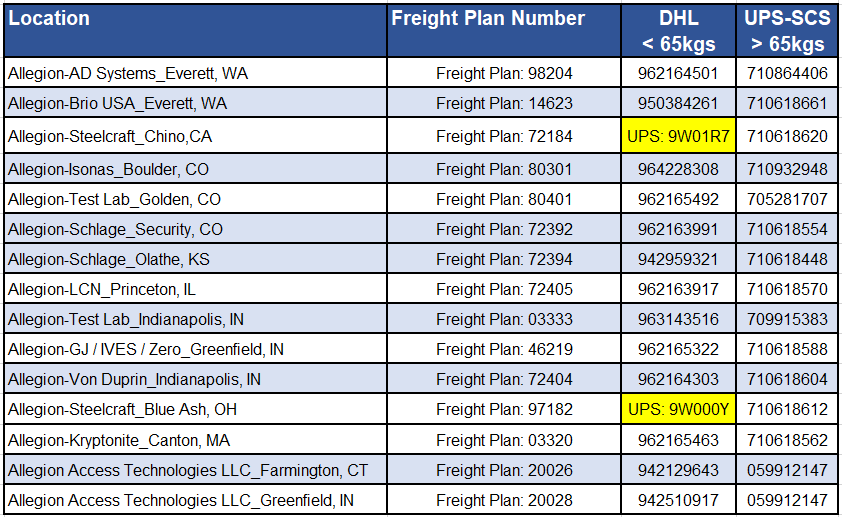 Location Freight Plan Number DHL UPS-SCS
< 65kgs > 65kgs
Allegion-AD Systems_Everett, WA Freight Plan: 98204 962164501 710864406
Allegion-Brio USA_Everett, WA Freight Plan: 14623 950384261 710618661
Allegion-Steelcraft_Chino,CA Freight Plan: 72184 UPS: 9W01R7 710618620
Allegion-Isonas_Boulder, CO Freight Plan: 80301 964228308 710932948
Allegion-Test Lab_Golden, CO Freight Plan: 80401 962165492 705281707
Allegion-Schlage_Security, CO Freight Plan: 72392 962163991 710618554
Allegion-Schlage_Olathe, KS Freight Plan: 72394 942959321 710618448
Allegion-LCN_Princeton, IL Freight Plan: 72405 962163917 710618570
Allegion-Test Lab_Indianapolis, IN Freight Plan: 03333 963143516 709915383
Allegion-GJ / IVES / Zero_Greenfield, IN Freight Plan: 46219 962165322 710618588
Allegion-Von Duprin_Indianapolis, IN Freight Plan: 72404 962164303 710618604
Allegion-Steelcraft_Blue Ash, OH Freight Plan: 97182 UPS: 9W000Y 710618612
Allegion-Kryptonite_Canton, MA Freight Plan: 03320 962165463 710618562
Allegion Access Technologies LLC_Farmington, CT Freight Plan: 20026 942129643 059912147
Allegion Access Technologies LLC_Greenfield, IN Freight Plan: 20028 942510917 059912147